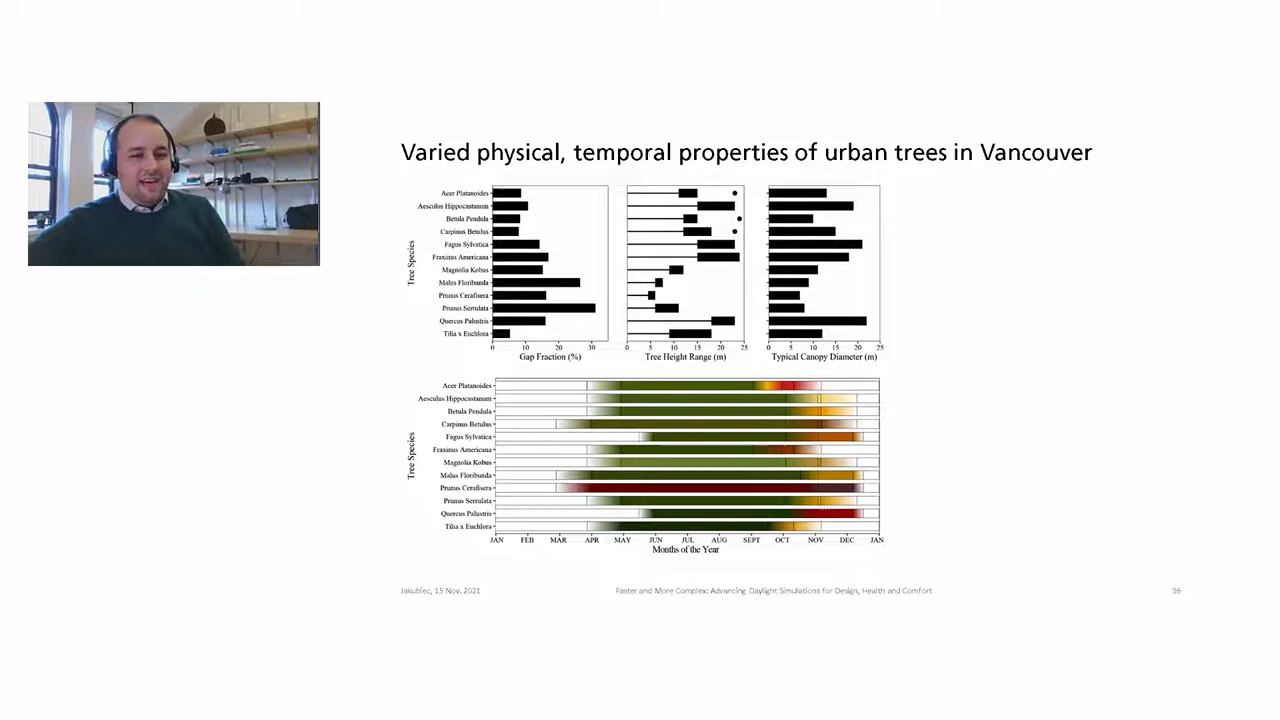 Varied physical, temporal properties of urban trees in Vancouver
Tree Species
Acer Platanoides
Aesculus Hippocastanum
Betula Pendula
Carpinus Betulus
Fagus Sylvatica
Fraxinus Americana
Magnolia Kobus
Malus Floribunda
Prunus Cerafisera
Prunus Serrulata
Quercus Palustris
Tilia x Euchlora
0 10 20 30
Gap Fraction (%)
0 5 10 15 20 25
Tree Height Range (m)
0 5 10 15 20 25
Typical Canopy Diameter (m)
Tree Species
Acer Platanoides
Aesculus Hippocastanum
Betula Pendula
Carpinus Betulus
Fagus Sylvatica
Fraxinus Americana
Magnolia Kobus
Malus Floribunda
Prunus Cerafisera
Prunus Serrulata
Quercus Palustris
Tilia x Euchlora
JAN FEB MAR APR MAY JUN JUL AUG SEPT OCT NOV DEC JAN
Months of the Year
Jakubiec, 15 Nov. 2021
Faster and More Complex: Advancing Daylight Simulations for Design, Health and Comfort
36